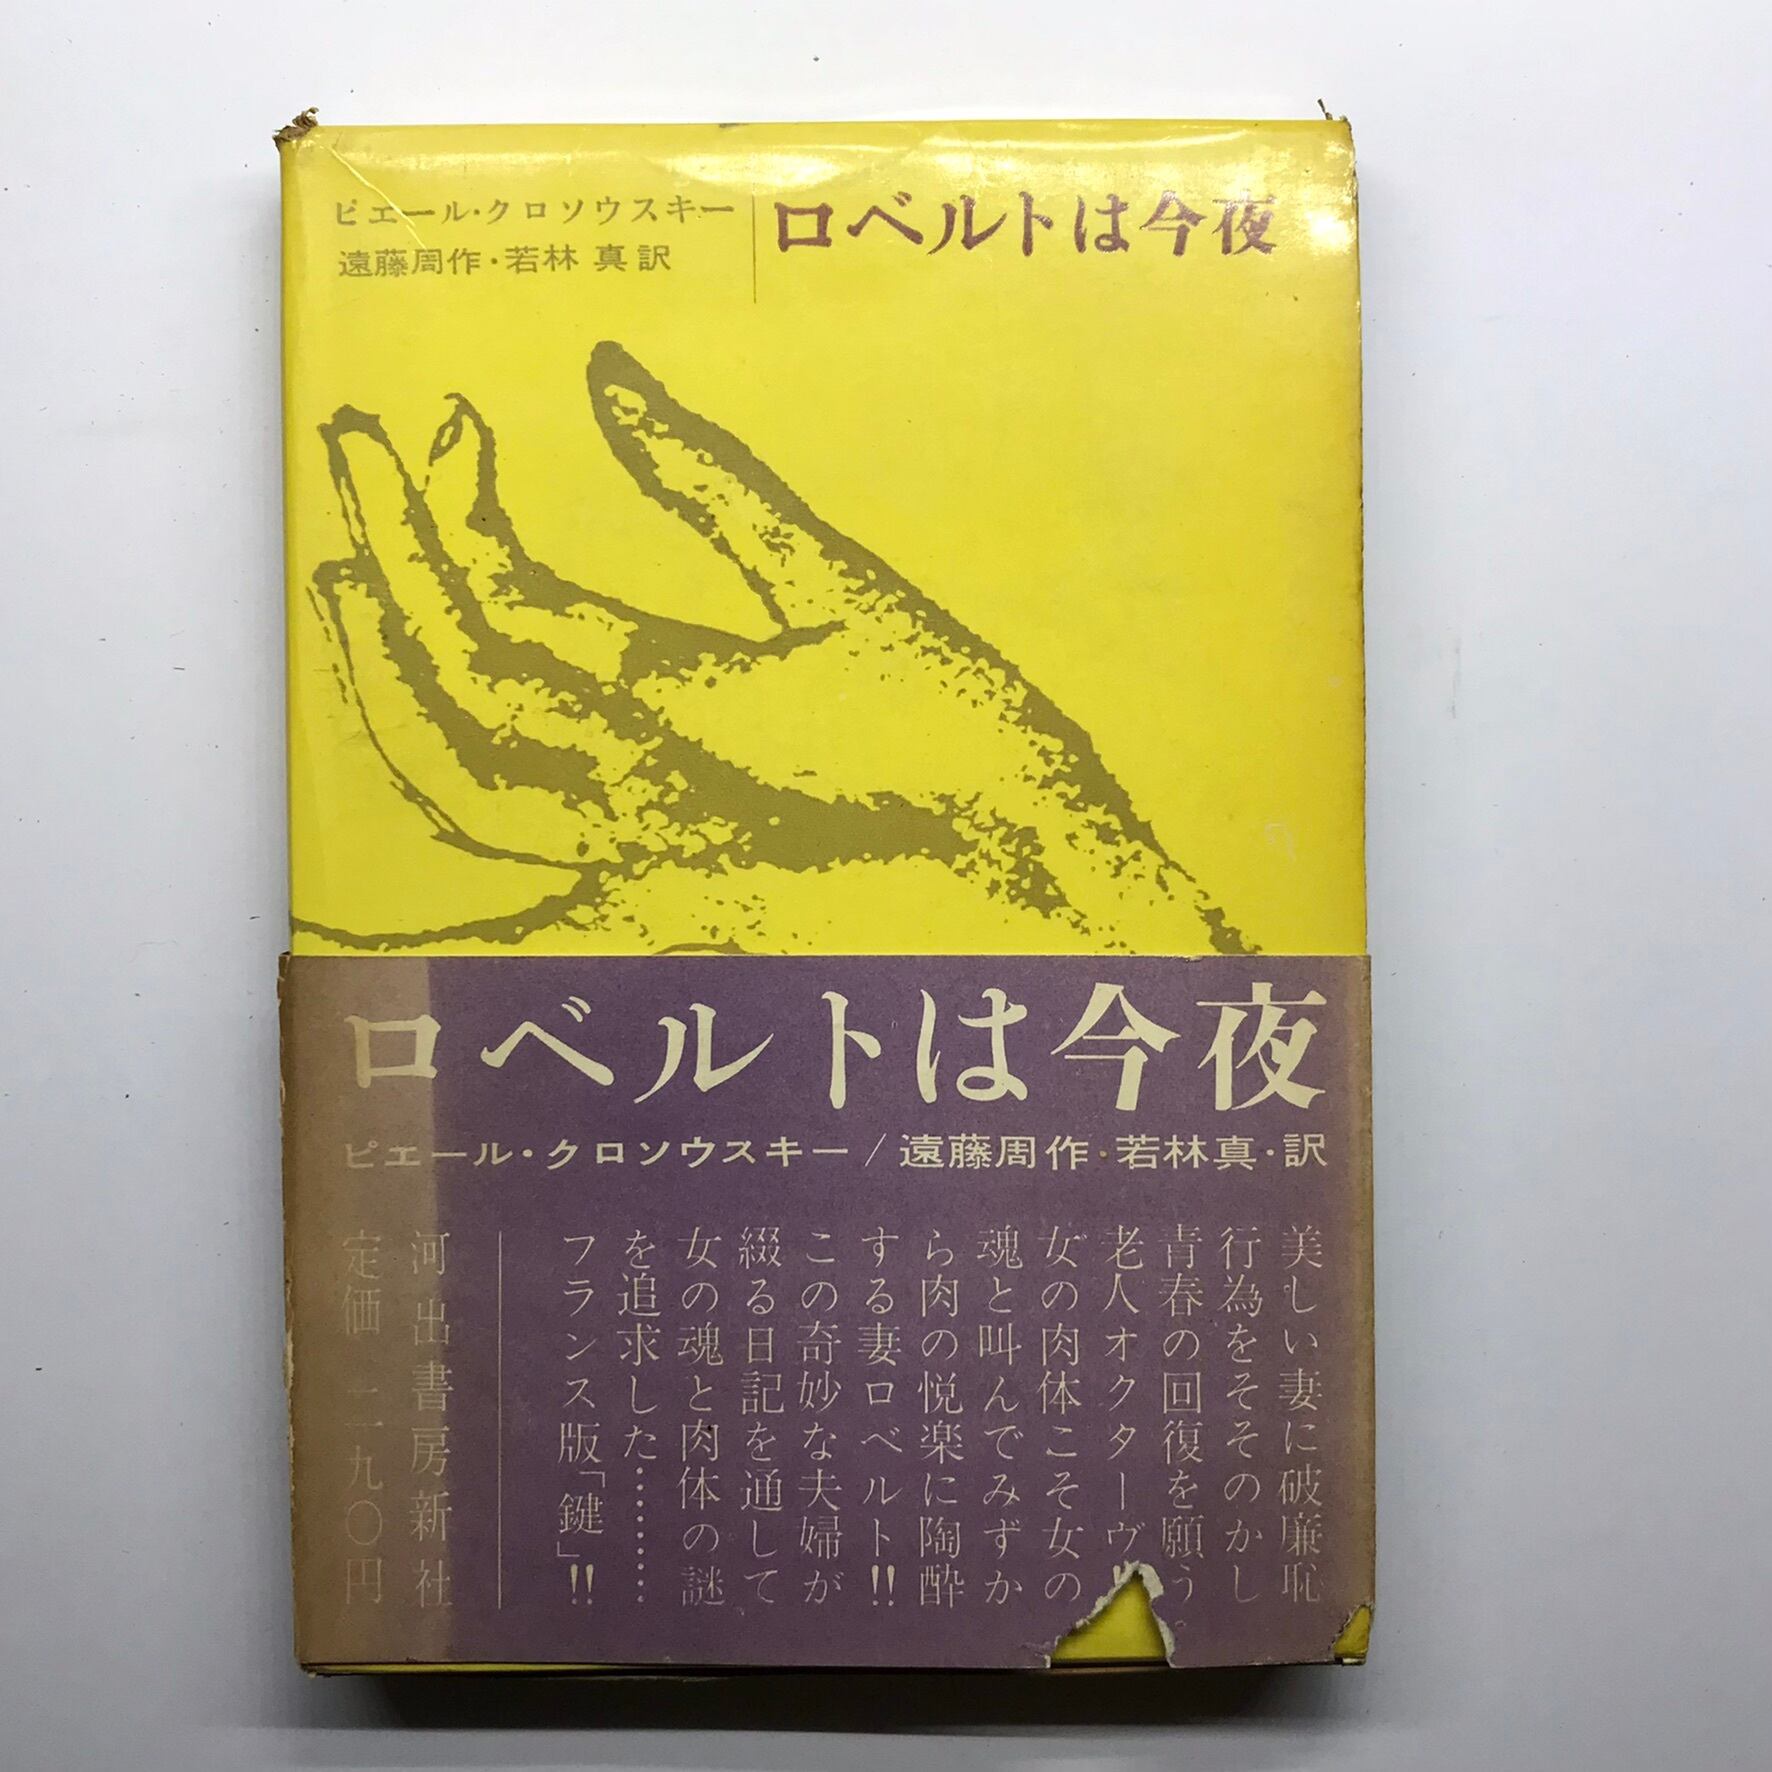 ピエール・クロソウスキー
遠藤周作・若林 真 訳
ロベルトは今夜
ロベルトは今夜
ピエール・クロソウスキー/遠藤周作・若林真・訳
美しい妻に破廉恥
行為をそそのかし
青春の回復を願う。
老人オクターヴ!!
女の肉体こそ女の
魂と叫んでみずか
ら肉の悦楽に陶酔
する妻ロベルト!!
この奇妙な夫婦が
綴る日記を通して
女の魂と肉体の謎
を追求した…………
フランス版「鍵」!!
河出書房新社
定価 二九〇円